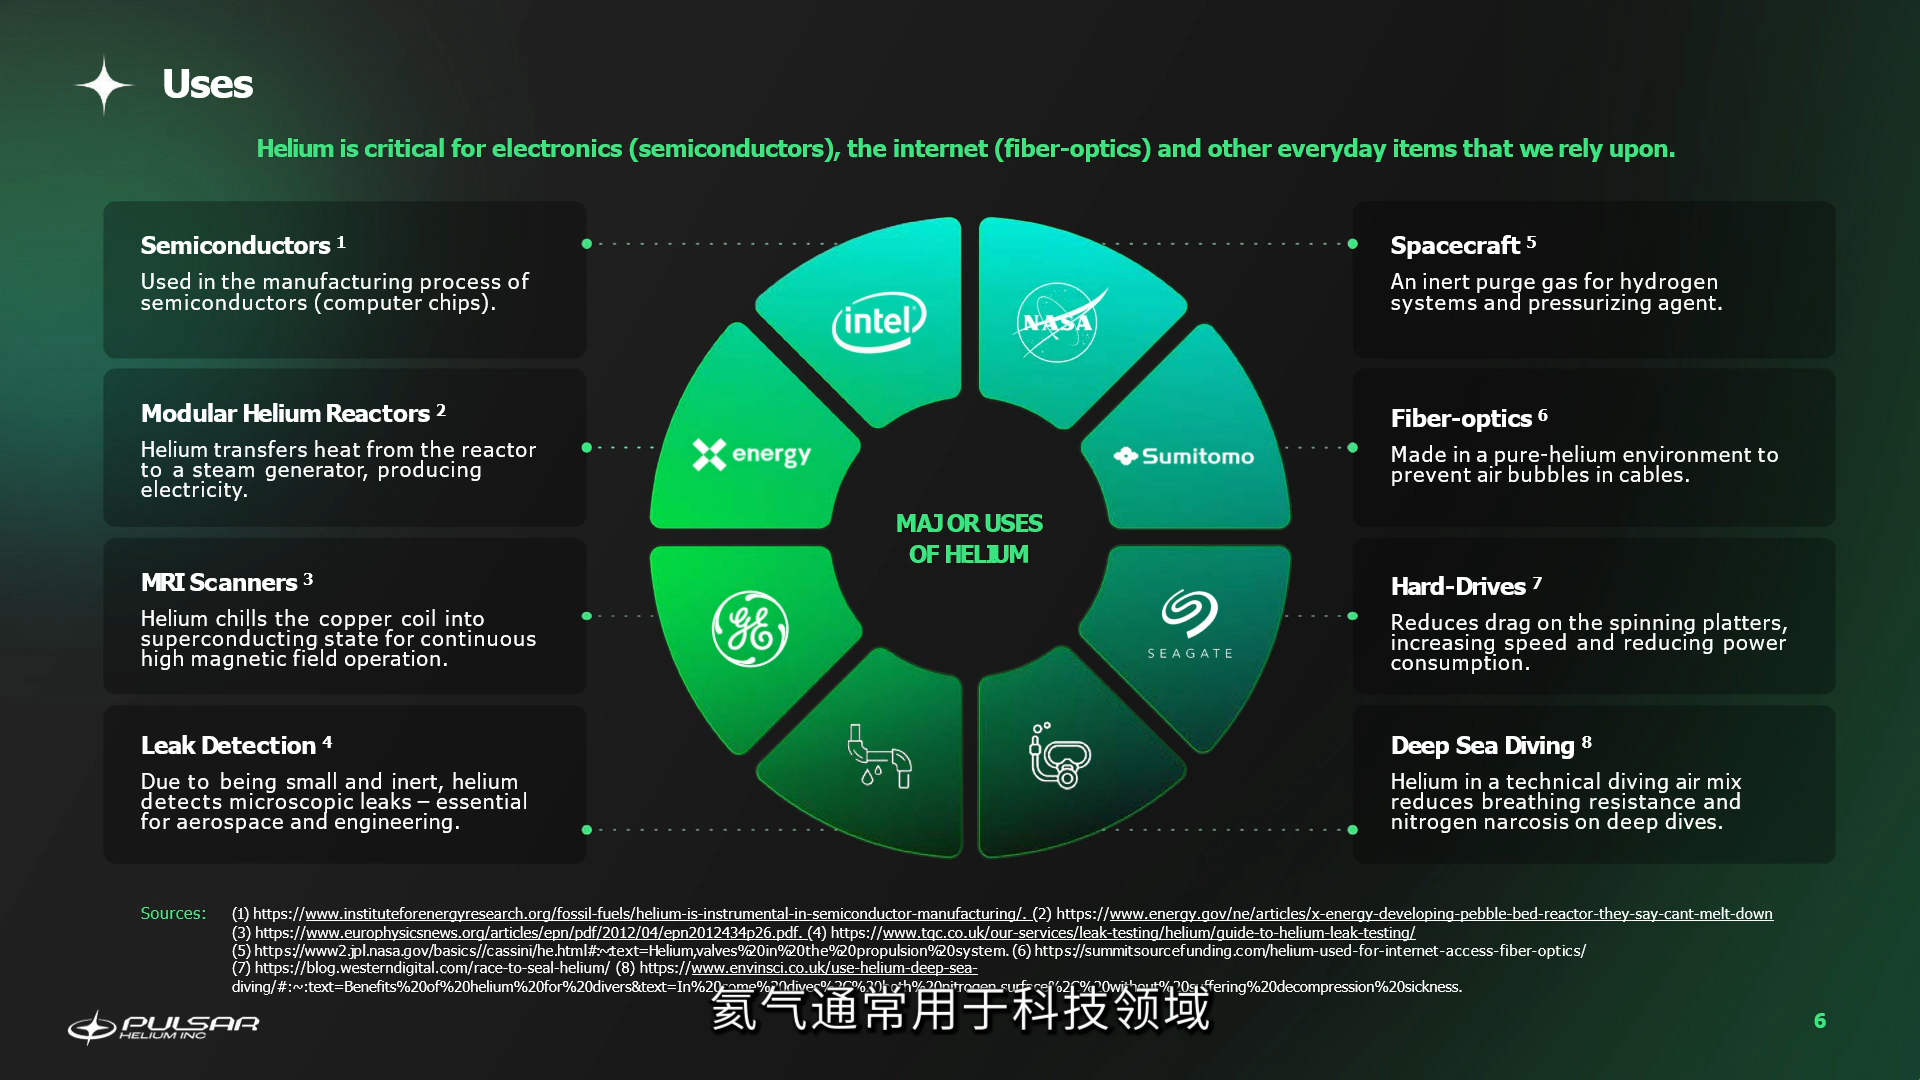 Uses
Helium is critical for electronics (semiconductors), the internet (fiber-optics) and other everyday items that we rely upon.
Semiconductors 1
Used in the manufacturing process of
semiconductors (computer chips).
Modular Helium Reactors 2
Helium transfers heat from the reactor
to a steam generator, producing
electricity.
MRI Scanners 3
Helium chills the copper coil into
superconducting state for continuous
high magnetic field operation.
Leak Detection 4
Due to being small and inert, helium
detects microscopic leaks – essential
for aerospace and engineering.
intel
NASA
energy
Sumitomo
MAJOR USES
OF HELIUM
GE
SEAGATE
Spacecraft 5
An inert purge gas for hydrogen
systems and pressurizing agent.
Fiber-optics 6
Made in a pure-helium environment to
prevent air bubbles in cables.
Hard-Drives 7
Reduces drag on the spinning platters,
increasing speed and reducing power
consumption.
Deep Sea Diving 8
Helium in a technical diving air mix
reduces breathing resistance and
nitrogen narcosis on deep dives.
Sources: (1) https://www.instituteforenergyresearch.org/fossil-fuels/helium-is-instrumental-in-semiconductor-manufacturing/. (2) https://www.energy.gov/ne/articles/x-energy-developing-pebble-bed-reactor-they-say-cant-melt-down
(3) https://www.europhysicsnews.org/articles/epn/pdf/2012/04/epn2012434p26.pdf. (4) https://www.tqc.co.uk/our-services/leak-testing/helium/guide-to-helium-leak-testing/
(5) https://www2.jpl.nasa.gov/basics//cassini/he.html#:~:text=Helium,valves%20in%20the%20propulsion%20system. (6) https://summitsourcefunding.com/helium-used-for-internet-access-fiber-optics/
(7) https://blog.westerndigital.com/race-to-seal-helium/ (8) https://www.envinsci.co.uk/use-helium-deep-sea-
diving/#:~:text=Benefits%20of%20helium%20for%20divers&text=In%20some%20dives%2C%20both%20nitrogen,surface%2C%20without%20suffering%20decompression%20sickness.
氦气通常用于科技领域
PULSAR
HELIUM INC
6